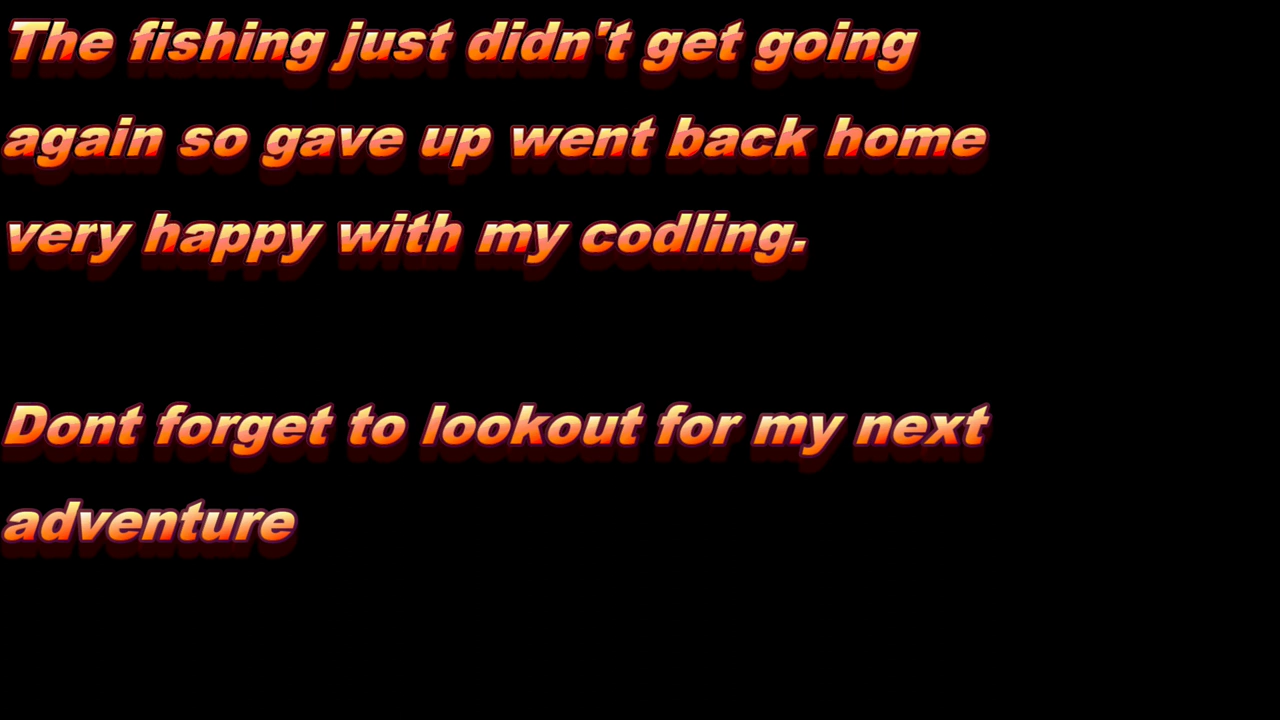 The fishing just didn't get going
again so gave up went back home
very happy with my codling.
Dont forget to lookout for my next
adventure